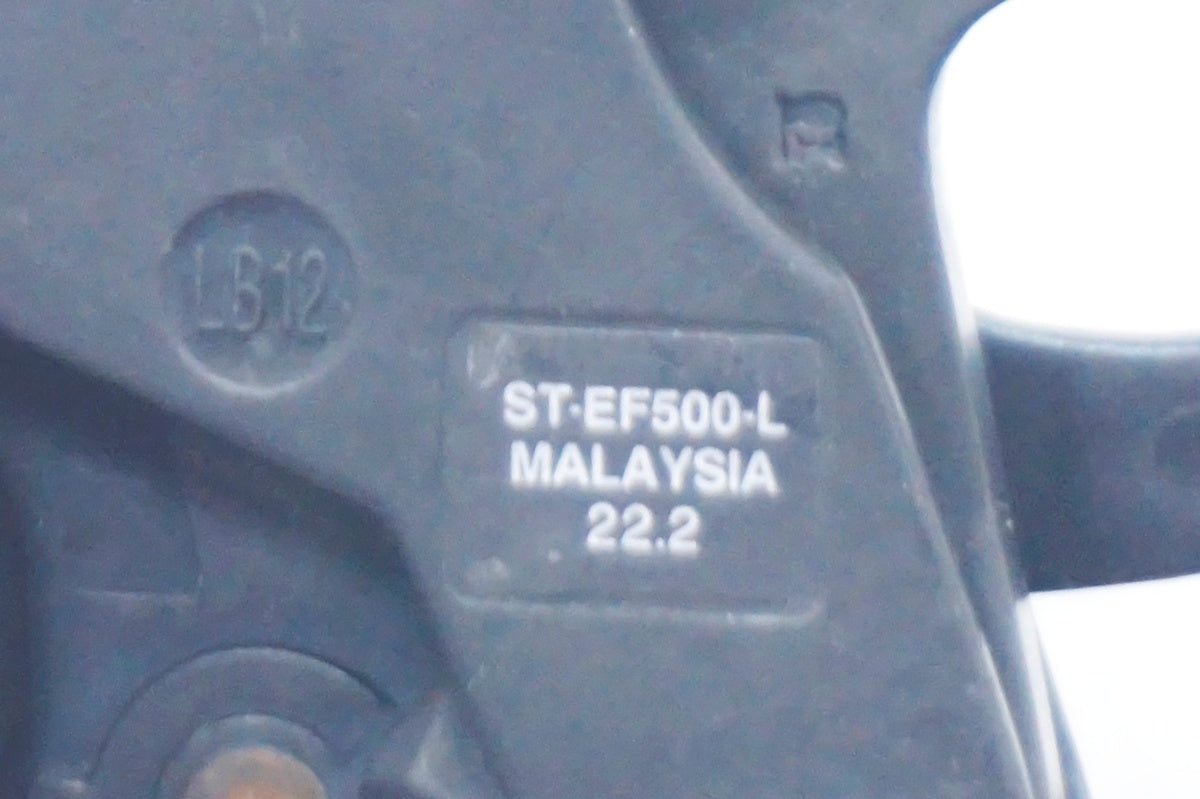 LB12
ST-EF500-L
MALAYSIA
22.2